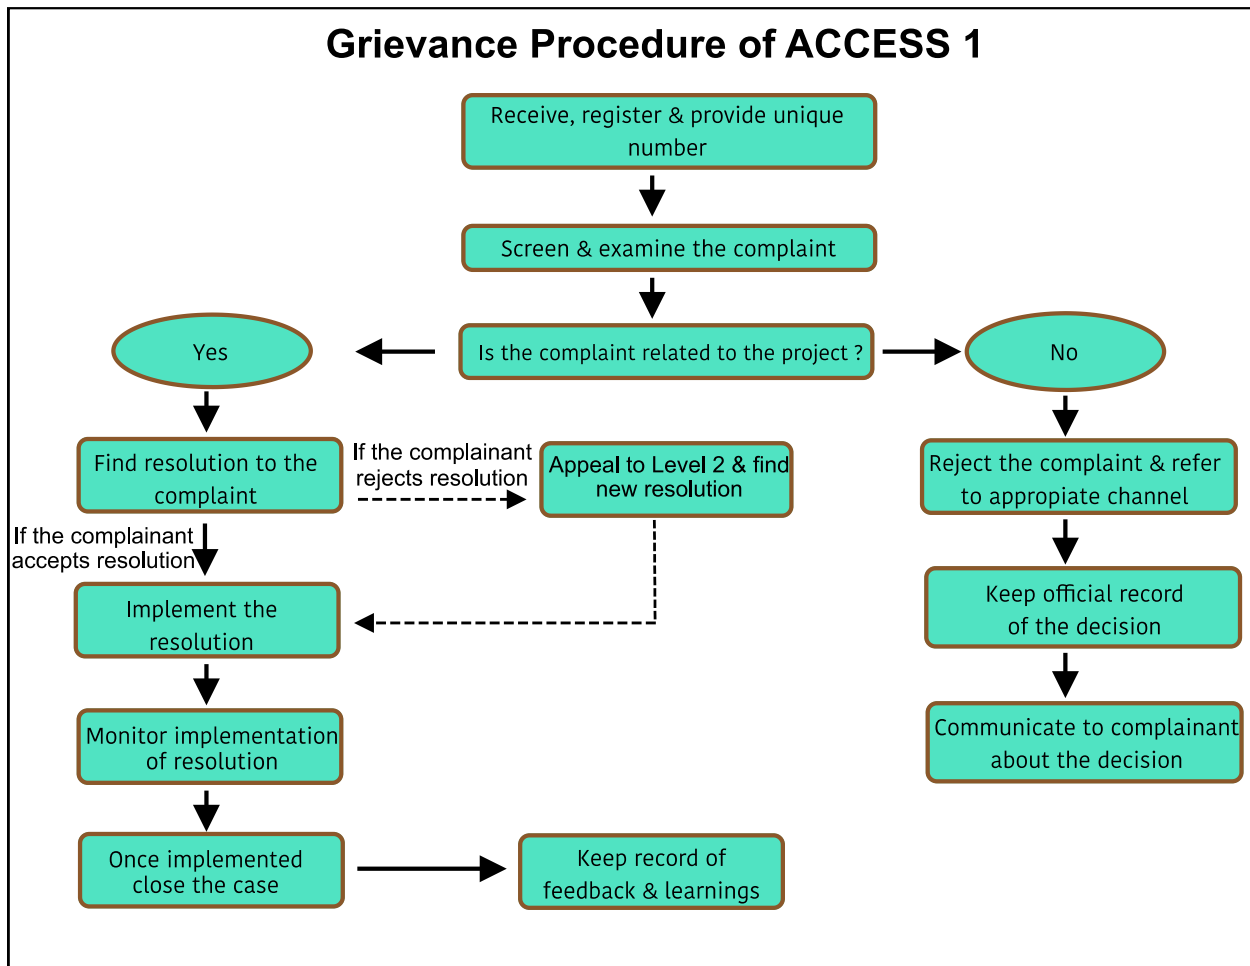 Grievance Procedure of ACCESS 1
Receive, register & provide unique
number
Screen & examine the complaint
Is the complaint related to the project ?
Yes
No
Find resolution to the
complaint
If the complainant
rejects resolution
Appeal to Level 2 & find
new resolution
Reject the complaint & refer
to appropiate channel
If the complainant
accepts resolution
Implement the
resolution
Keep official record
of the decision
Monitor implementation
of resolution
Communicate to complainant
about the decision
Once implemented
close the case
Keep record of
feedback & learnings